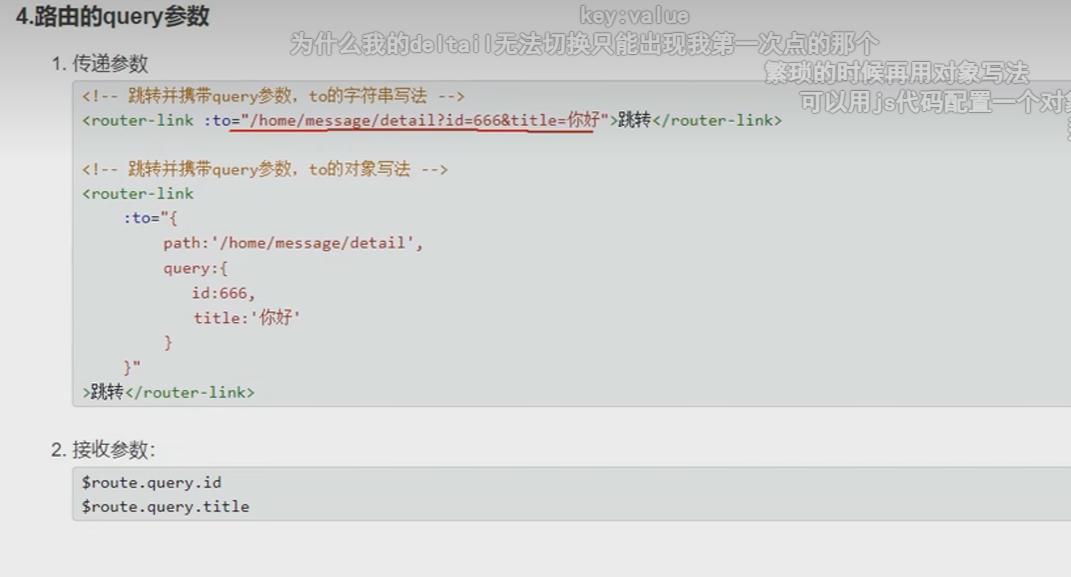 4.路由的query参数
key:value
为什么我的deltail无法切换只能出现我第一次点的那个
1. 传递参数
繁琐的时候再用对象写法
<!-- 跳转并携带query参数，to的字符串写法 -->
可以用js代码配置一个对象
<router-link :to="/home/message/detail?id=666&title=你好">跳转</router-link>
<!-- 跳转并携带query参数，to的对象写法 -->
<router-link
:to="{
path:'/home/message/detail',
query:{
id:666,
title:'你好'
}
}"
>跳转</router-link>
2. 接收参数：
$route.query.id
$route.query.title